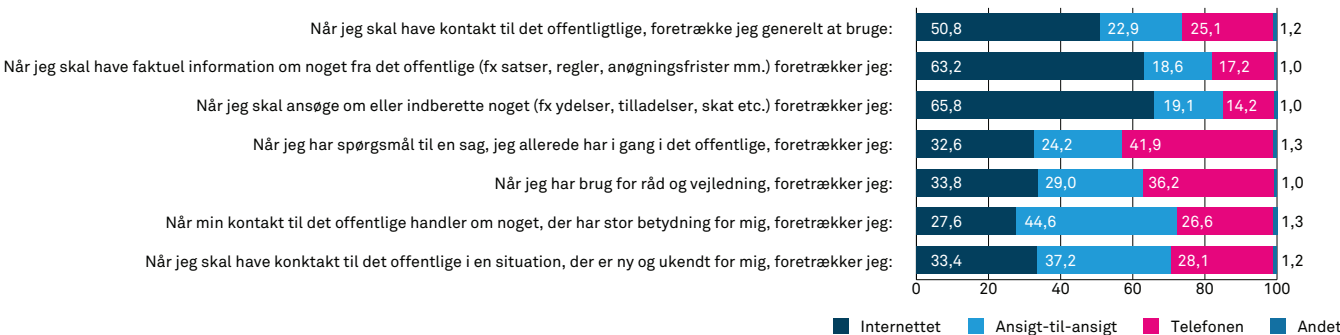 Når jeg skal have kontakt til det offentligtlige, foretrække jeg generelt at bruge: 50,8 22,9 25,1 1,2
Når jeg skal have faktuel information om noget fra det offentlige (fx satser, regler, anøgningsfrister mm.) foretrækker jeg: 63,2 18,6 17,2 1,0
Når jeg skal ansøge om eller indberette noget (fx ydelser, tilladelser, skat etc.) foretrækker jeg: 65,8 19,1 14,2 1,0
Når jeg har spørgsmål til en sag, jeg allerede har i gang i det offentlige, foretrækker jeg: 32,6 24,2 41,9 1,3
Når jeg har brug for råd og vejledning, foretrækker jeg: 33,8 29,0 36,2 1,0
Når min kontakt til det offentlige handler om noget, der har stor betydning for mig, foretrækker jeg: 27,6 44,6 26,6 1,3
Når jeg skal have konktakt til det offentlige i en situation, der er ny og ukendt for mig, foretrækker jeg: 33,4 37,2 28,1 1,2
0 20 40 60 80 100
Internettet Ansigt-til-ansigt Telefonen Andet